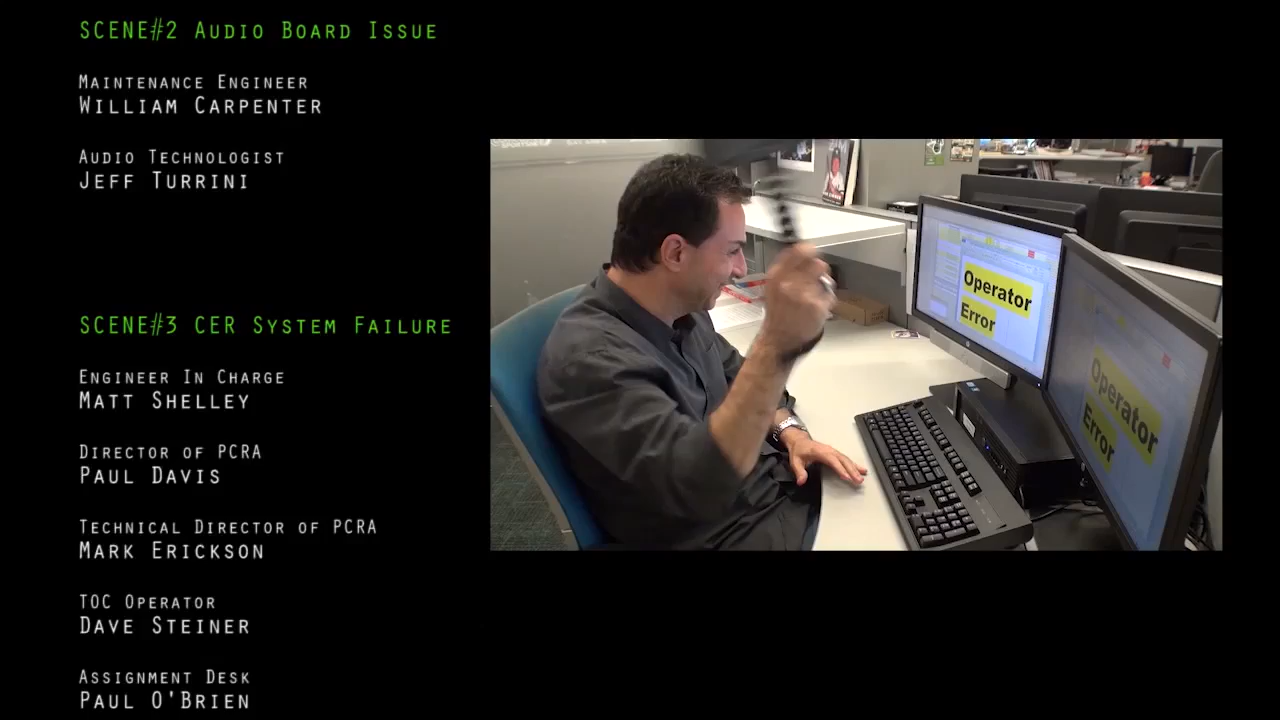 SCENE#2 AUDIO BOARD ISSUE
MAINTENANCE ENGINEER
WILLIAM CARPENTER
AUDIO TECHNOLOGIST
JEFF TURRINI
SCENE#3 CER SYSTEM FAILURE
ENGINEER IN CHARGE
MATT SHELLEY
DIRECTOR OF PCRA
PAUL DAVIS
TECHNICAL DIRECTOR OF PCRA
MARK ERICKSON
TOC OPERATOR
DAVE STEINER
ASSIGNMENT DESK
PAUL O'BRIEN
Operator
Error
Operator
Error